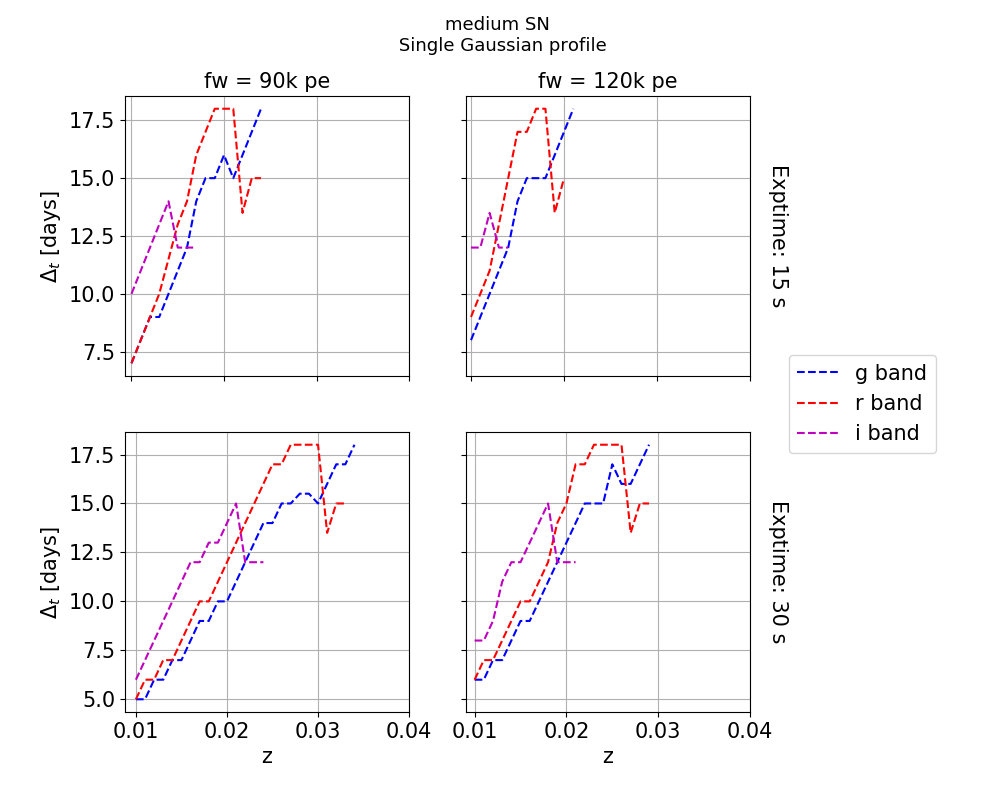 medium SN
Single Gaussian profile
fw = 90k pe
fw = 120k pe
17.5
15.0
12.5
10.0
7.5
Δt [days]
Exptime: 15 s
g band
r band
i band
17.5
15.0
12.5
10.0
7.5
5.0
Δt [days]
Exptime: 30 s
0.01 0.02 0.03 0.04
0.01 0.02 0.03 0.04
z
z